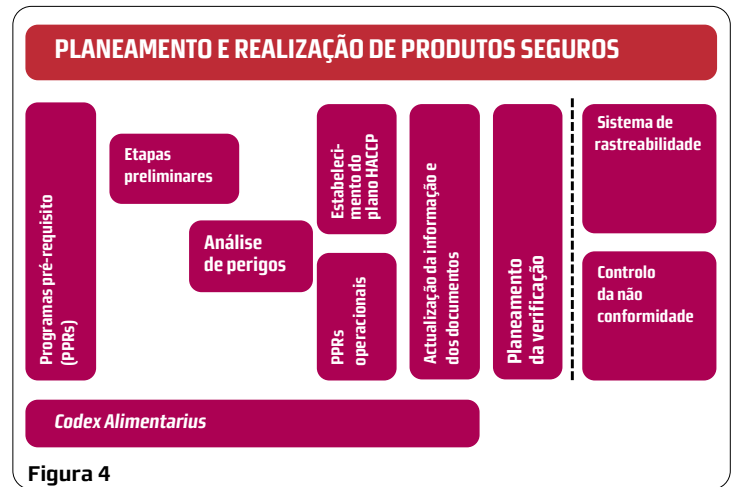 PLANEAMENTO E REALIZAÇÃO DE PRODUTOS SEGUROS
Programas pré-requisito
(PPRs)
Etapas
preliminares
Análise
de perigos
Estabeleci-
mento do
plano HACCP
PPRs
operacionais
Actualização da informação e
dos documentos
Planeamento
da verificação
Sistema de
rastreabilidade
Controlo
da não
conformidade
Codex Alimentarius
Figura 4